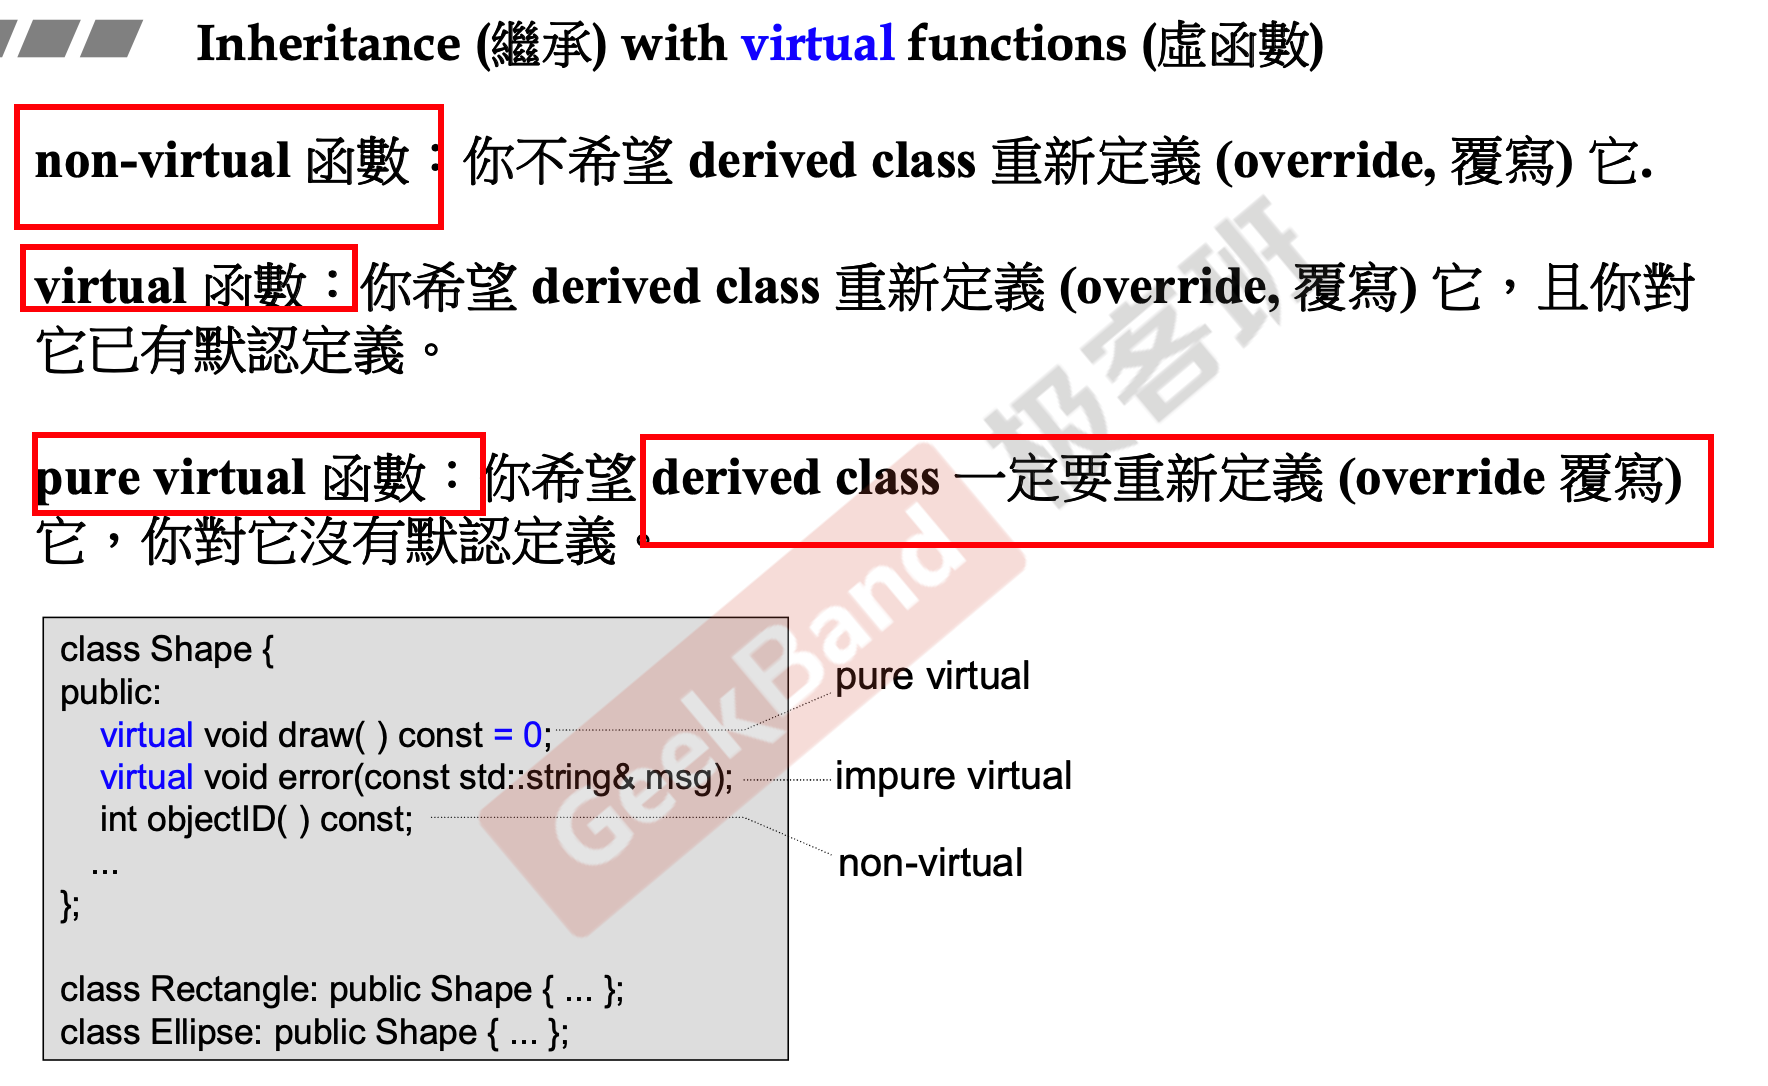 Inheritance (繼承) with virtual functions (虛函數)
non-virtual 函數：你不希望 derived class 重新定義 (override, 覆寫) 它.
virtual 函數：你希望 derived class 重新定義 (override, 覆寫) 它，且你對
它已有默認定義。
pure virtual 函數：你希望 derived class 一定要重新定義 (override 覆寫)
它，你對它沒有默認定義。
class Shape {
public:
virtual void draw( ) const = 0;
pure virtual
virtual void error(const std::string& msg);
impure virtual
int objectID( ) const;
non-virtual
...
};
class Rectangle: public Shape { ... };
class Ellipse: public Shape { ... };
GeekBand 极客班